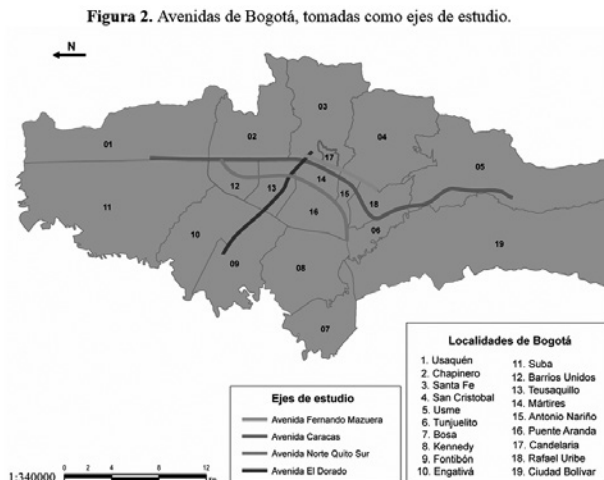 Figura 2. Avenidas de Bogotá, tomadas como ejes de estudio.
N
03
01
02
04
17
05
14
12
13
15
18
11
16
06
10
19
09
08
07
Localidades de Bogotá
1. Usaquén
2. Chapinero
3. Santa Fe
4. San Cristobal
5. Usme
6. Tunjuelito
7. Bosa
8. Kennedy
9. Fontibón
10. Engativá
11. Suba
12. Barrios Unidos
13. Teusaquillo
14. Mártires
15. Antonio Nariño
16. Puente Aranda
17. Candelaria
18. Rafael Uribe
19. Ciudad Bolívar
Ejes de estudio
Avenida Fernando Mazuera
Avenida Caracas
Avenida Norte Quito Sur
Avenida El Dorado
1:340000
0 2 4 8 12